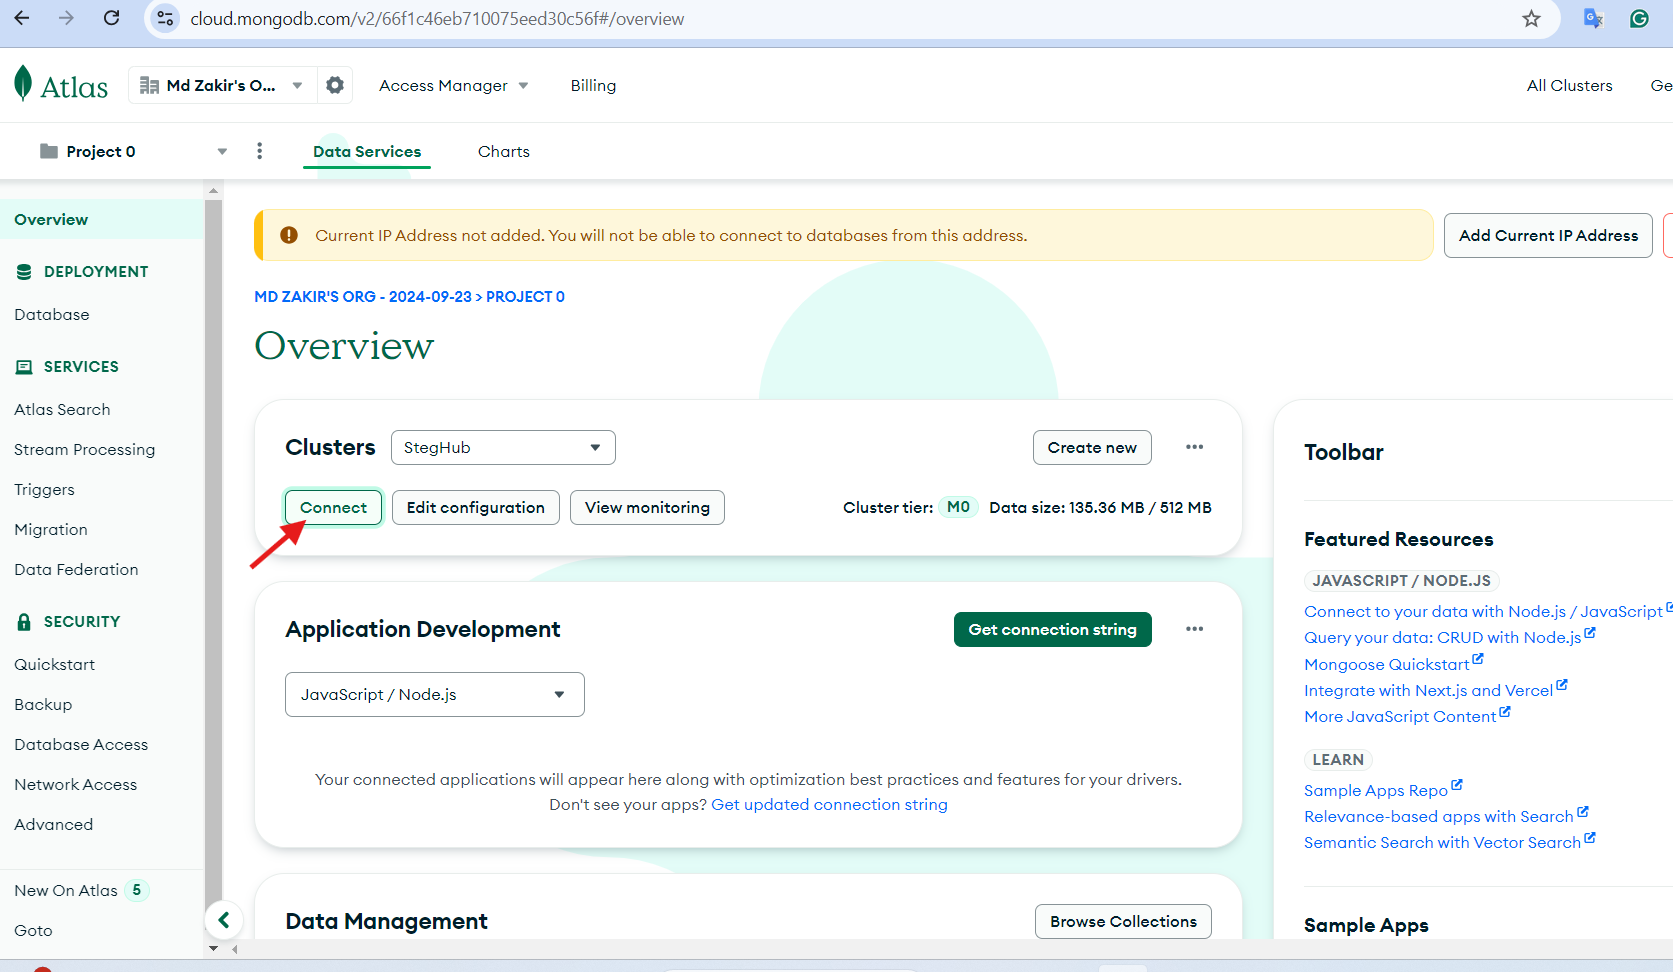 cloud.mongodb.com/v2/66f1c46eb710075eed30c56f#/overview
Atlas
Md Zakir's O...
Access Manager
Billing
All Clusters
Ge
Project 0
Data Services
Charts
Overview
DEPLOYMENT
Database
SERVICES
Atlas Search
Stream Processing
Triggers
Migration
Data Federation
SECURITY
Quickstart
Backup
Database Access
Network Access
Advanced
New On Atlas 5
Goto
Current IP Address not added. You will not be able to connect to databases from this address.
Add Current IP Address
MD ZAKIR'S ORG - 2024-09-23 > PROJECT 0
Overview
Clusters
StegHub
Create new
Connect
Edit configuration
View monitoring
Cluster tier: M0 Data size: 135.36 MB / 512 MB
Application Development
Get connection string
JavaScript / Node.js
Your connected applications will appear here along with optimization best practices and features for your drivers.
Don't see your apps? Get updated connection string
Data Management
Browse Collections
Toolbar
Featured Resources
JAVASCRIPT / NODE.JS
Connect to your data with Node.js / JavaScript
Query your data: CRUD with Node.js
Mongoose Quickstart
Integrate with Next.js and Vercel
More JavaScript Content
LEARN
Sample Apps Repo
Relevance-based apps with Search
Semantic Search with Vector Search
Sample Apps